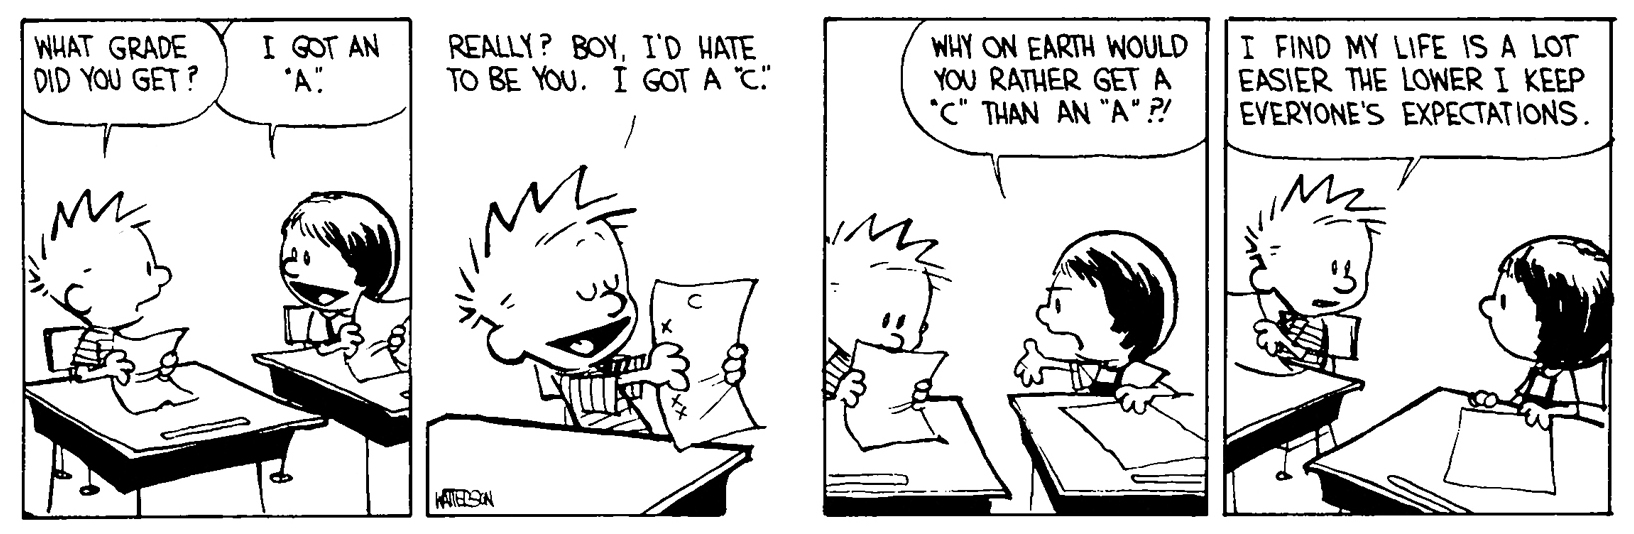 WHAT GRADE
DID YOU GET?
I GOT AN
"A".
REALLY? BOY, I'D HATE
TO BE YOU. I GOT A "C".
C
X
X
X
WATTERSON
WHY ON EARTH WOULD
YOU RATHER GET A
"C" THAN AN "A"?!
I FIND MY LIFE IS A LOT
EASIER THE LOWER I KEEP
EVERYONE'S EXPECTATIONS.